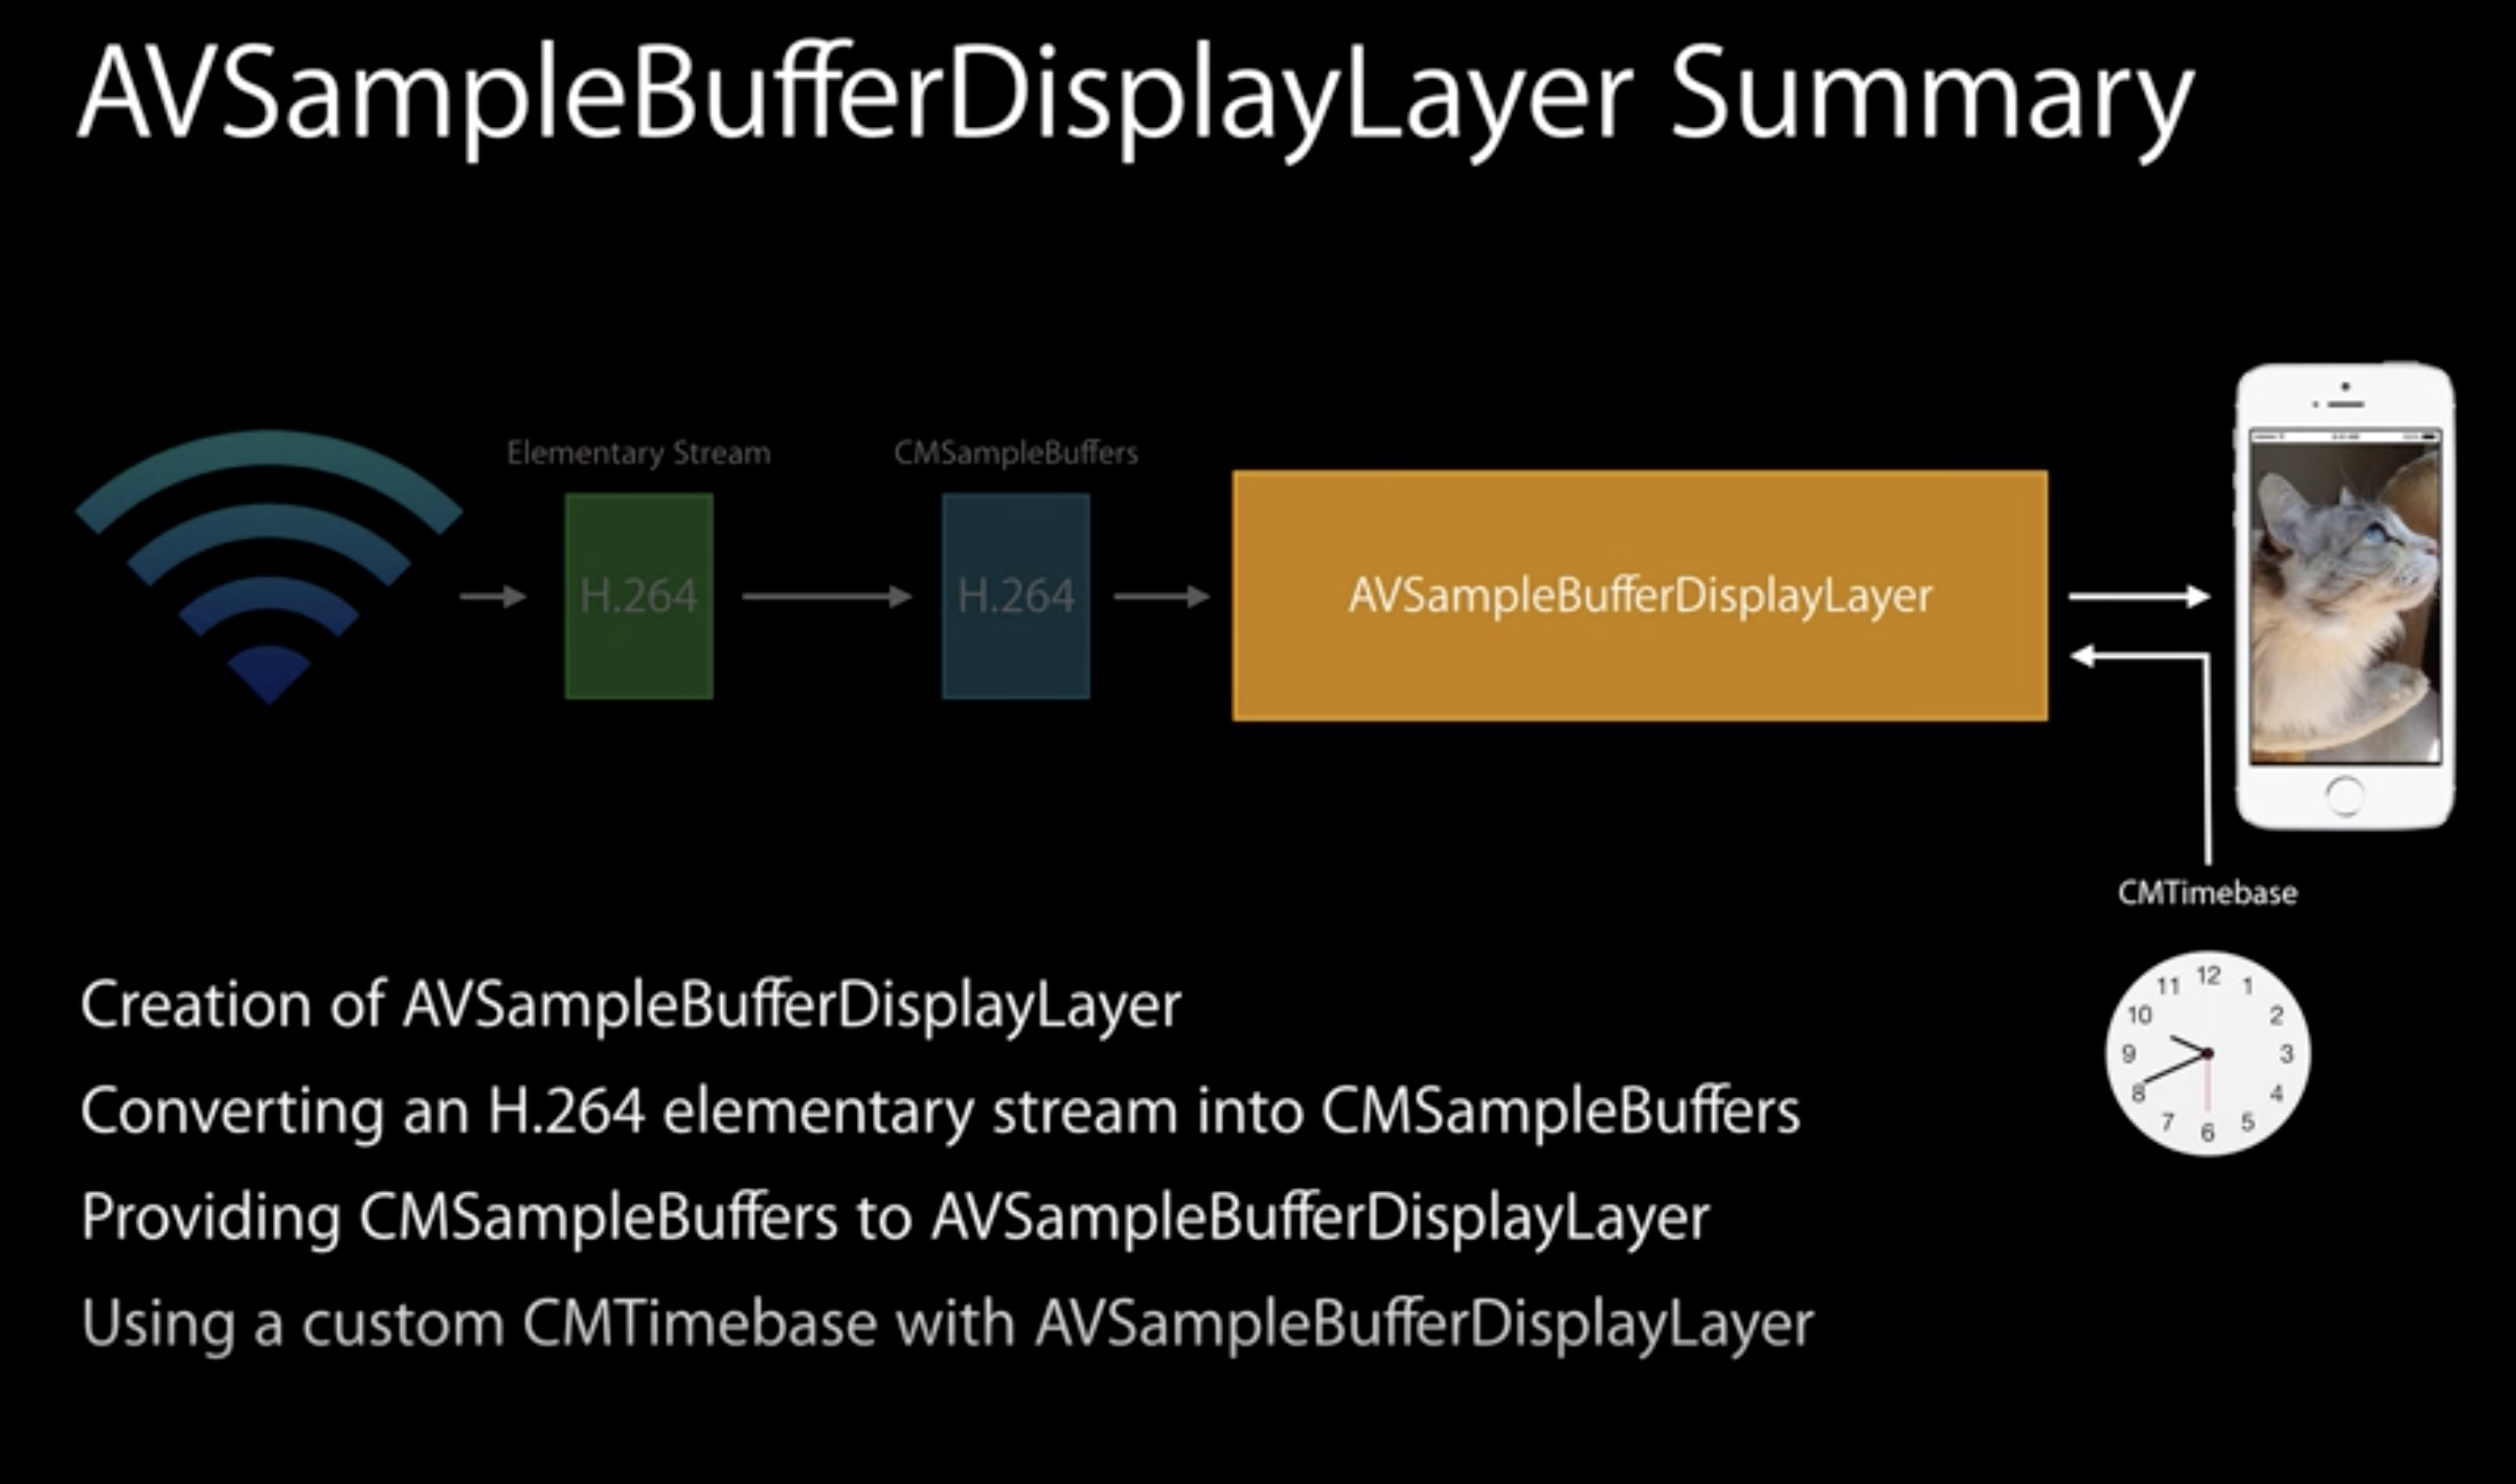 AVSampleBufferDisplayLayer Summary
Elementary Stream
CMSampleBuffers
H.264
H.264
AVSampleBufferDisplayLayer
CMTimebase
12
1
2
3
4
5
6
7
8
9
10
11
Creation of AVSampleBufferDisplayLayer
Converting an H.264 elementary stream into CMSampleBuffers
Providing CMSampleBuffers to AVSampleBufferDisplayLayer
Using a custom CMTimebase with AVSampleBufferDisplayLayer